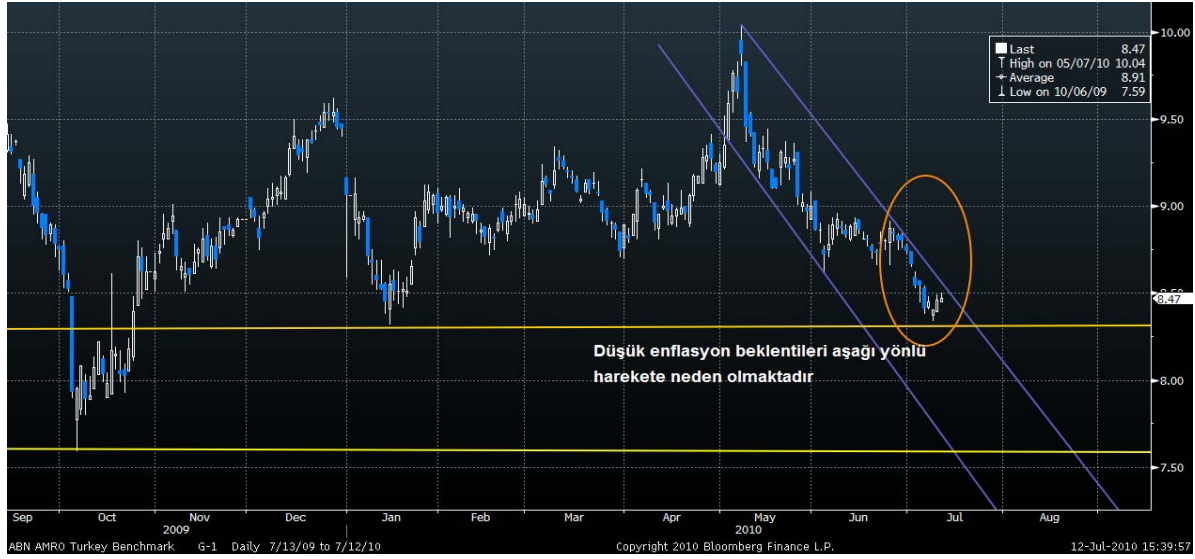 10.00
Last 8.47
High on 05/07/10 10.04
Average 8.91
Low on 10/06/09 7.59
9.50
9.00
8.50
8.47
Düşük enflasyon beklentileri aşağı yönlü
harekete neden olmaktadır
8.00
7.50
Sep Oct Nov Dec Jan Feb Mar Apr May Jun Jul Aug
2009 2010
ABN AMRO Turkey Benchmark G-1 Daily 7/13/09 to 7/12/10 Copyright 2010 Bloomberg Finance L.P. 12-Jul-2010 15:39:57